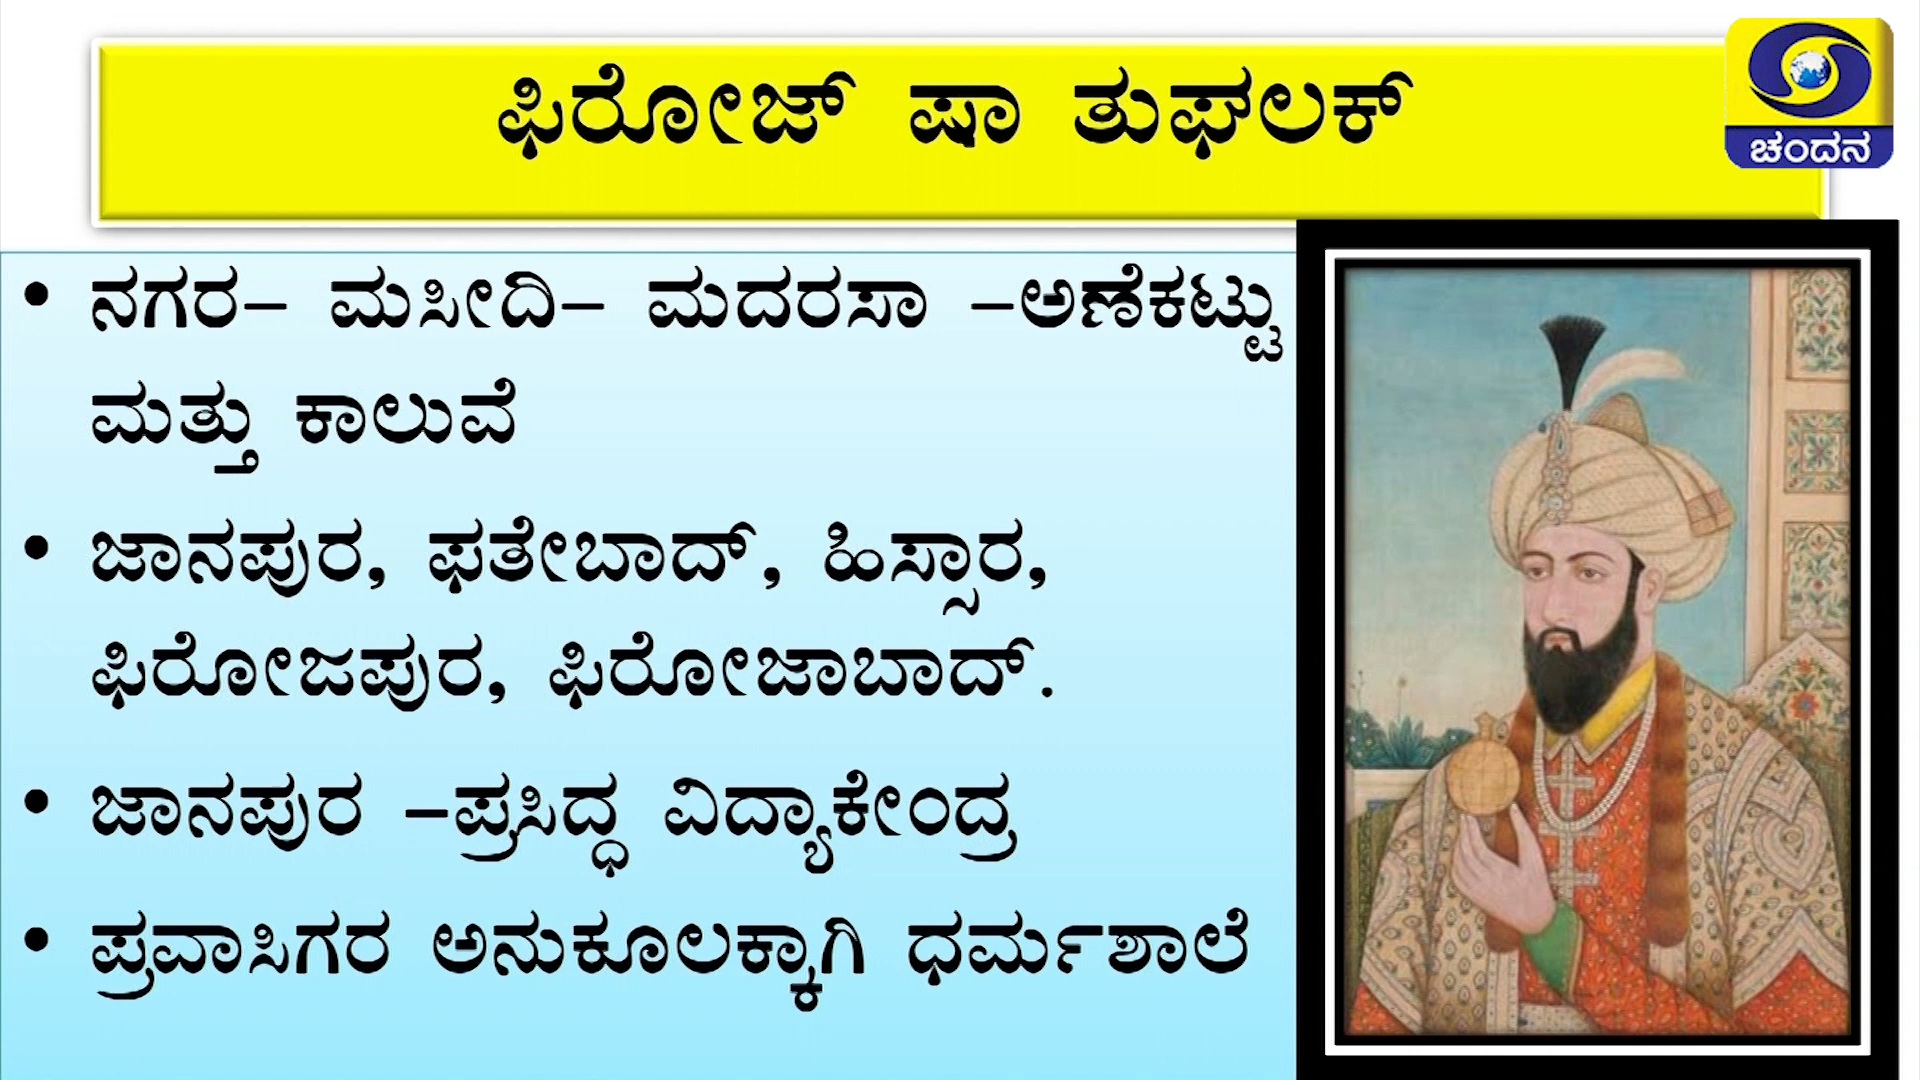 ಫಿರೋಜ್ ಷಾ ತುಘಲಕ್
ಚಂದನ
• ನಗರ– ಮಸೀದಿ– ಮದರಸಾ –ಅಣೆಕಟ್ಟು
ಮತ್ತು ಕಾಲುವೆ
• ಜಾನಪುರ, ಫತೇಬಾದ್, ಹಿಸ್ಸಾರ,
ಫಿರೋಜಪುರ, ಫಿರೋಜಾಬಾದ್.
• ಜಾನಪುರ –ಪ್ರಸಿದ್ಧ ವಿದ್ಯಾಕೇಂದ್ರ
• ಪ್ರವಾಸಿಗರ ಅನುಕೂಲಕ್ಕಾಗಿ ಧರ್ಮಶಾಲೆ